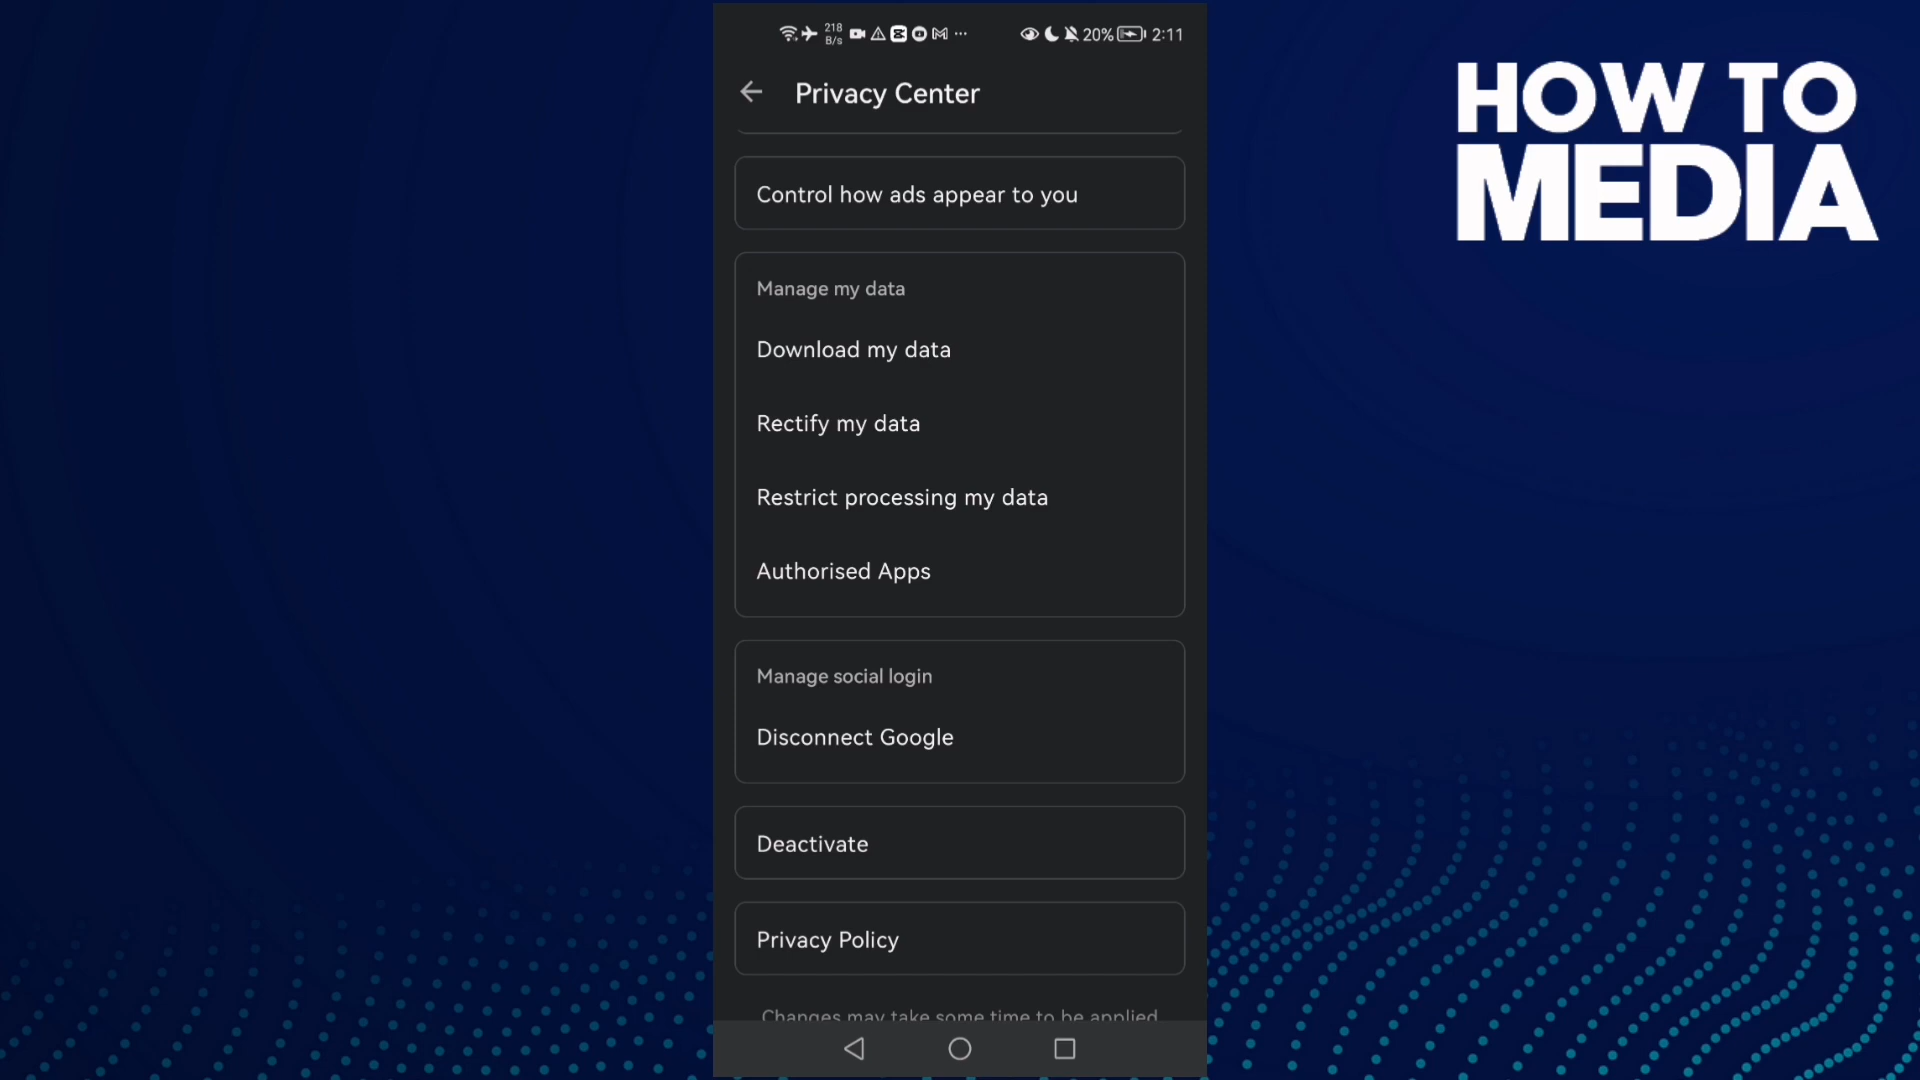 218
B/s
20%
2:11
Privacy Center
Control how ads appear to you
Manage my data
Download my data
Rectify my data
Restrict processing my data
Authorised Apps
Manage social login
Disconnect Google
Deactivate
Privacy Policy
Changes may take some time to be applied
HOW TO
MEDIA